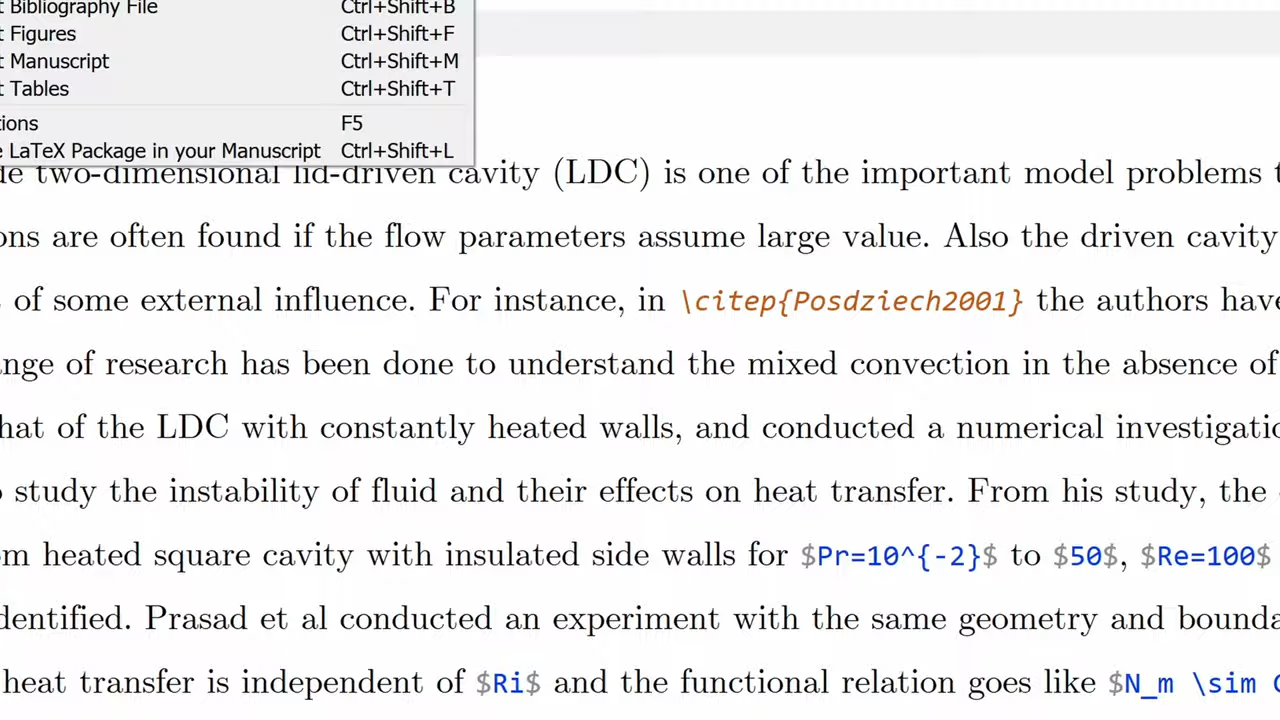 t Bibliography File Ctrl+Shift+B
t Figures Ctrl+Shift+F
t Manuscript Ctrl+Shift+M
t Tables Ctrl+Shift+T
tions F5
e LaTeX Package in your Manuscript Ctrl+Shift+L
de two-dimensional lid-driven cavity (LDC) is one of the important model problems t
ons are often found if the flow parameters assume large value. Also the driven cavity
of some external influence. For instance, in \citep{Posdziech2001} the authors have
nge of research has been done to understand the mixed convection in the absence of
hat of the LDC with constantly heated walls, and conducted a numerical investigatio
o study the instability of fluid and their effects on heat transfer. From his study, the
om heated square cavity with insulated side walls for $Pr=10^{-2}$ to $50$, $Re=100$
dentified. Prasad et al conducted an experiment with the same geometry and bounda
heat transfer is independent of $Ri$ and the functional relation goes like $N_m \sim